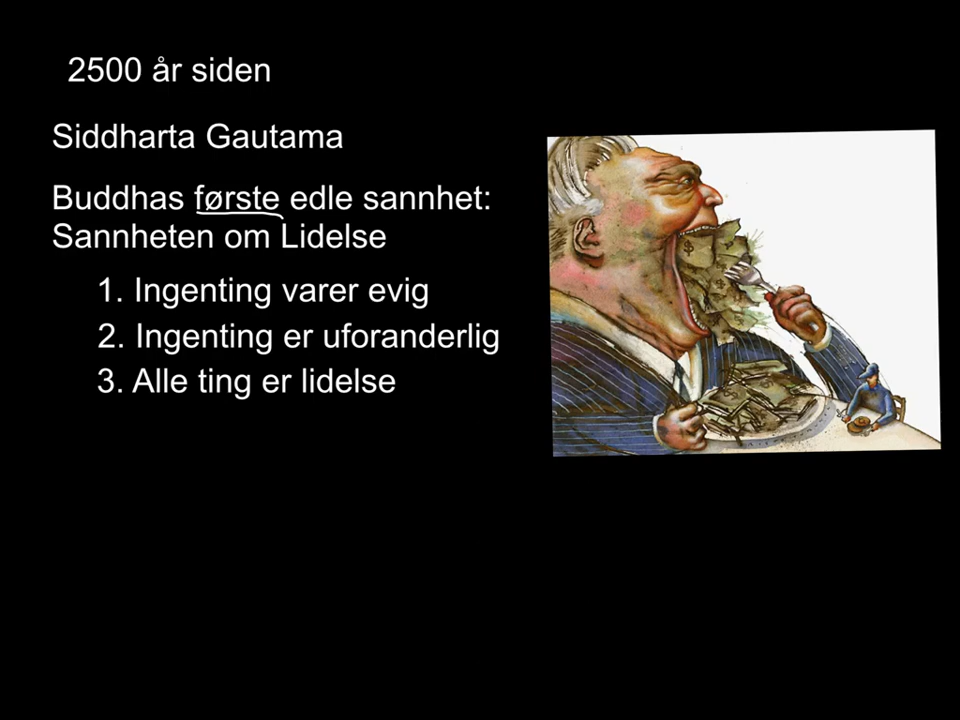 2500 år siden
Siddharta Gautama
Buddhas første edle sannhet:
Sannheten om Lidelse
1. Ingenting varer evig
2. Ingenting er uforanderlig
3. Alle ting er lidelse